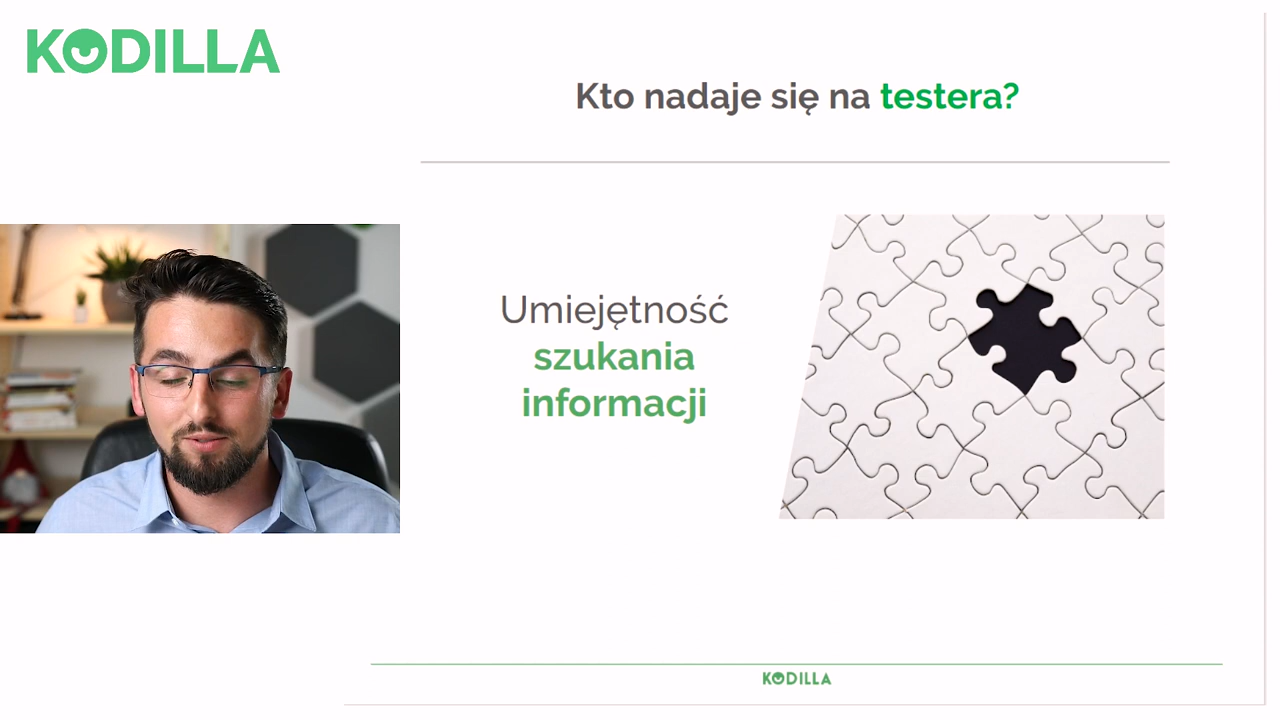 KODILLA
Kto nadaje się na testera?
Umiejętność
szukania
informacji
KODILLA